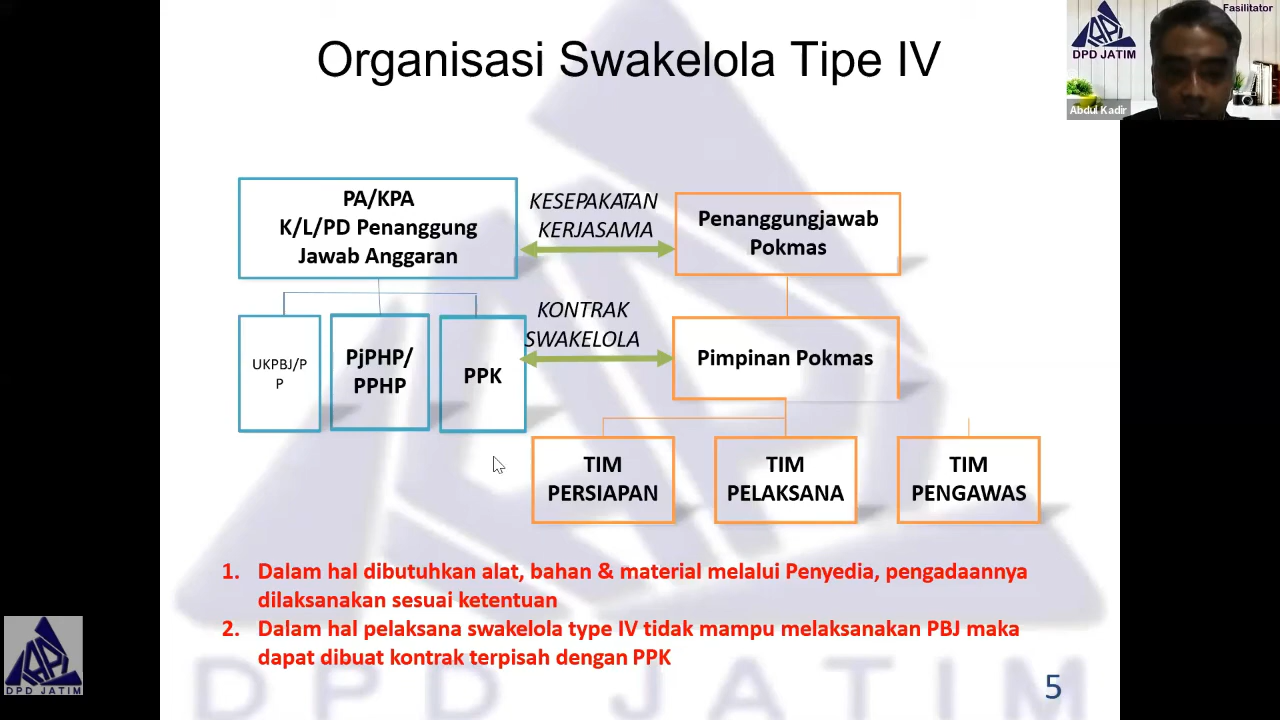 Organisasi Swakelola Tipe IV
Fasilitator
DPD JATIM
Abdul Kadir
PA/KPA
K/L/PD Penanggung
Jawab Anggaran
KESEPAKATAN
KERJASAMA
Penanggungjawab
Pokmas
UKPBJ/P
P
PjPHP/
PPHP
PPK
KONTRAK
SWAKELOLA
Pimpinan Pokmas
TIM
PERSIAPAN
TIM
PELAKSANA
TIM
PENGAWAS
1. Dalam hal dibutuhkan alat, bahan & material melalui Penyedia, pengadaannya
dilaksanakan sesuai ketentuan
2. Dalam hal pelaksana swakelola type IV tidak mampu melaksanakan PBJ maka
dapat dibuat kontrak terpisah dengan PPK
5
DPD JATIM
DPD JATIM